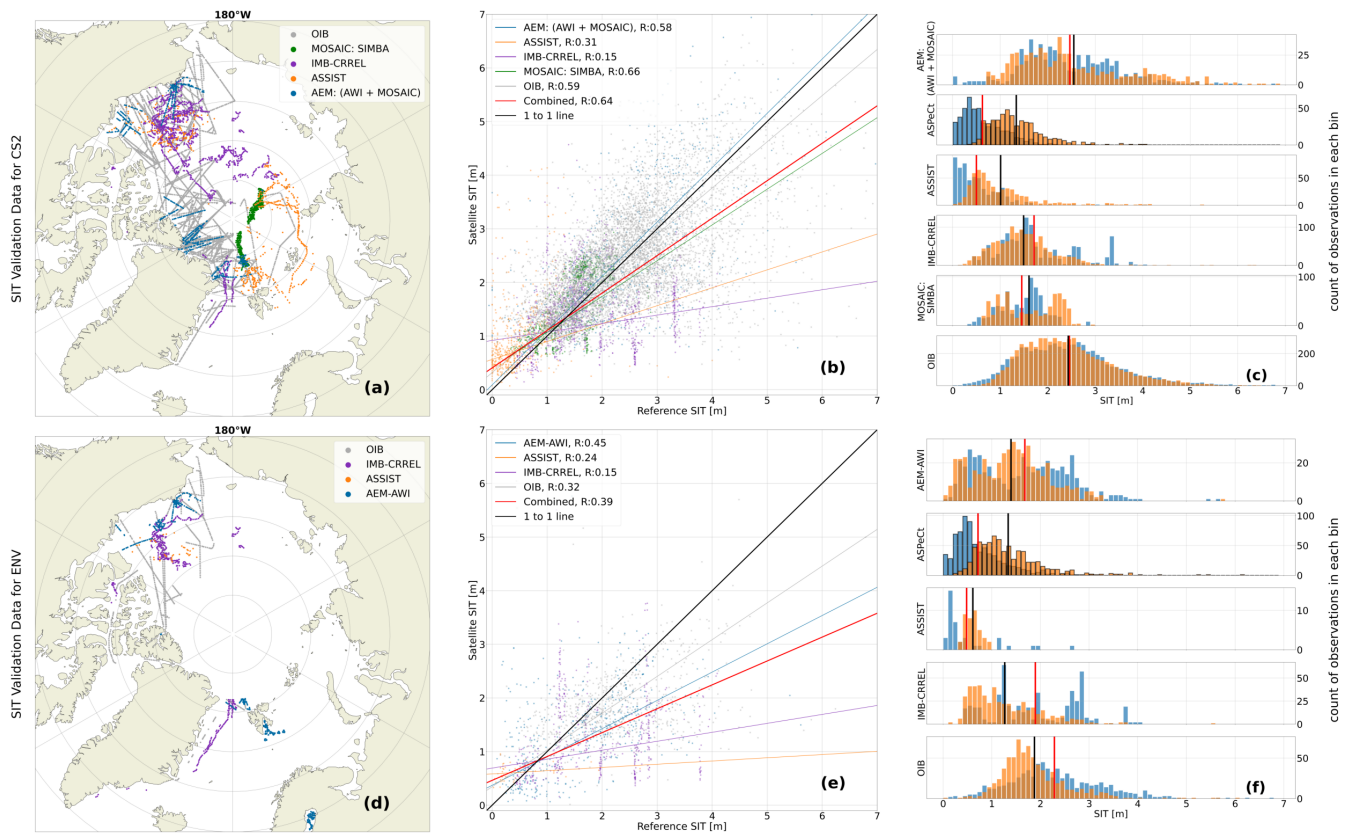 180°W
SIT Validation Data for CS2
OIB
MOSAIC: SIMBA
IMB-CRREL
ASSIST
AEM: (AWI + MOSAIC)
(a)
Satellite SIT [m]
7
6
5
4
3
2
1
0
AEM: (AWI + MOSAIC), R:0.58
ASSIST, R:0.31
IMB-CRREL, R:0.15
MOSAIC: SIMBA, R:0.66
OIB, R:0.59
Combined, R:0.64
1 to 1 line
(b)
0 1 2 3 4 5 6 7
Reference SIT [m]
AEM:
(AWI + MOSAIC)
25
0
ASPeCt
50
0
ASSIST
50
0
IMB-CRREL
100
0
MOSAIC:
SIMBA
100
50
0
OIB
200
0
(c)
0 1 2 3 4 5 6 7
SIT [m]
count of observations in each bin
180°W
SIT Validation Data for ENV
OIB
IMB-CRREL
ASSIST
AEM-AWI
(d)
Satellite SIT [m]
7
6
5
4
3
2
1
0
AEM-AWI, R:0.45
ASSIST, R:0.24
IMB-CRREL, R:0.15
OIB, R:0.32
Combined, R:0.39
1 to 1 line
(e)
0 1 2 3 4 5 6 7
Reference SIT [m]
AEM-AWI
20
0
ASPeCt
100
50
0
ASSIST
10
0
IMB-CRREL
50
25
0
OIB
50
0
(f)
0 1 2 3 4 5 6 7
SIT [m]
count of observations in each bin